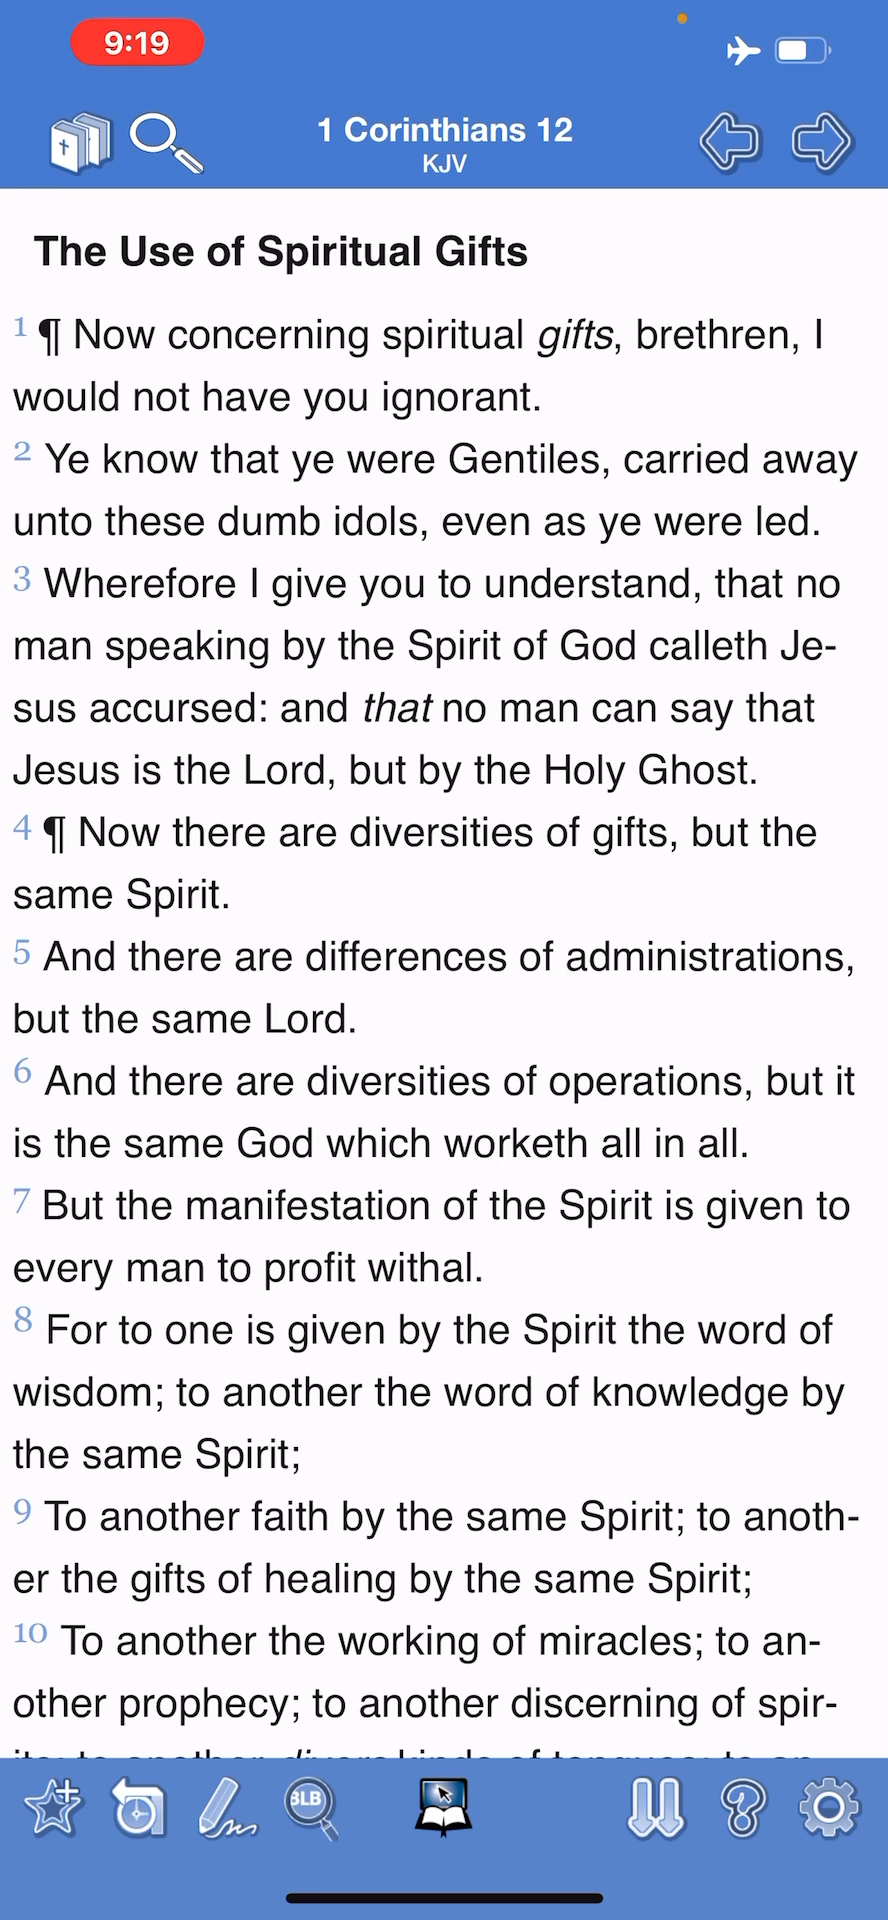 9:19
1 Corinthians 12
KJV
The Use of Spiritual Gifts
1 ¶ Now concerning spiritual gifts, brethren, I
would not have you ignorant.
2 Ye know that ye were Gentiles, carried away
unto these dumb idols, even as ye were led.
3 Wherefore I give you to understand, that no
man speaking by the Spirit of God calleth Je-
sus accursed: and that no man can say that
Jesus is the Lord, but by the Holy Ghost.
4 ¶ Now there are diversities of gifts, but the
same Spirit.
5 And there are differences of administrations,
but the same Lord.
6 And there are diversities of operations, but it
is the same God which worketh all in all.
7 But the manifestation of the Spirit is given to
every man to profit withal.
8 For to one is given by the Spirit the word of
wisdom; to another the word of knowledge by
the same Spirit;
9 To another faith by the same Spirit; to anoth-
er the gifts of healing by the same Spirit;
10 To another the working of miracles; to an-
other prophecy; to another discerning of spir-
its; to another divers kinds of tongues; to an-
BLB